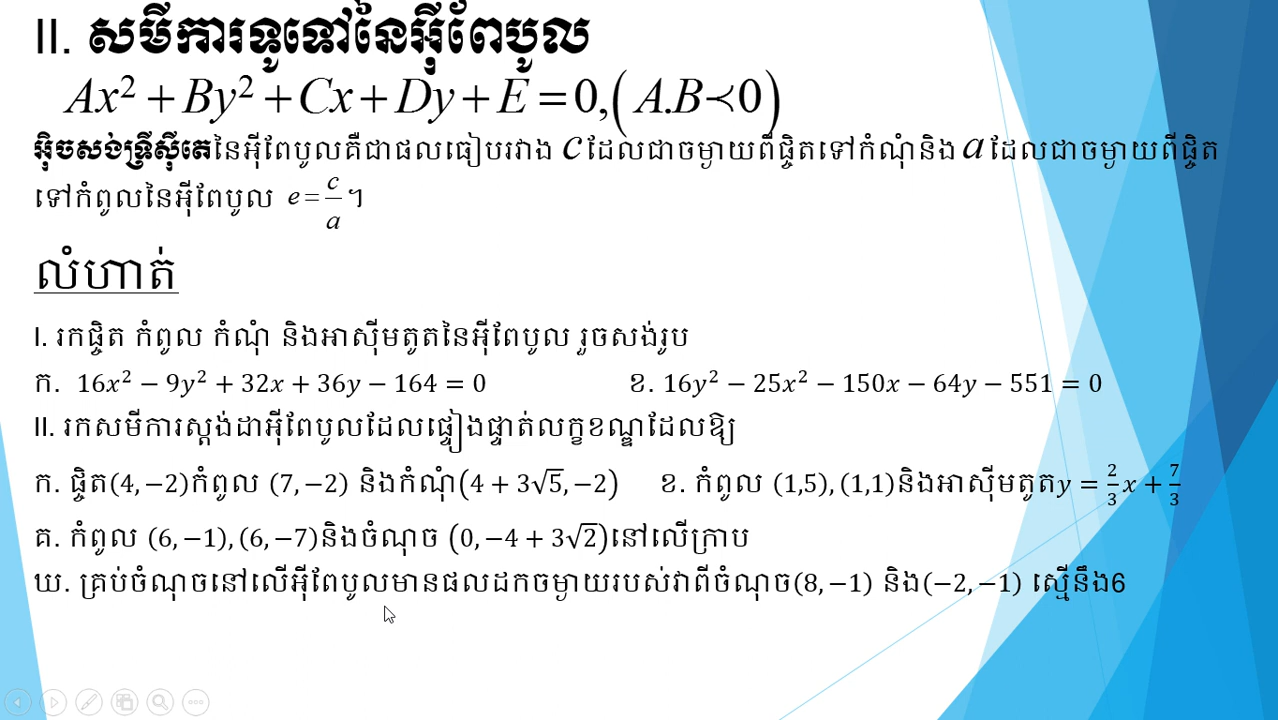 II. សមីការទូទៅនៃអ៊ីពែបូល
Ax² + By² + Cx + Dy + E = 0, ( A.B ≺ 0 )
អ៊ិចសង់ទ្រីស៊ីតេនៃអ៊ីពែបូលគឺជាផលធៀបរវាង c ដែលជាចម្ងាយពីផ្ចិតទៅកំណុំនិង a ដែលជាចម្ងាយពីផ្ចិត
ទៅកំពូលនៃអ៊ីពែបូល e = c/a ។
លំហាត់
I. រកផ្ចិត កំពូល កំណុំ និងអាស៊ីមតូតនៃអ៊ីពែបូល រួចសង់រូប
ក. 16x² − 9y² + 32x + 36y − 164 = 0 ខ. 16y² − 25x² − 150x − 64y − 551 = 0
II. រកសមីការស្តង់ដាអ៊ីពែបូលដែលផ្ទៀងផ្ទាត់លក្ខខណ្ឌដែលឱ្យ
ក. ផ្ចិត(4, −2)កំពូល (7, −2) និងកំណុំ(4 + 3√5, −2) ខ. កំពូល (1,5), (1,1)និងអាស៊ីមតូតy = 2/3 x + 7/3
គ. កំពូល (6, −1), (6, −7)និងចំណុច (0, −4 + 3√2)នៅលើក្រាប
ឃ. គ្រប់ចំណុចនៅលើអ៊ីពែបូលមានផលដកចម្ងាយរបស់វាពីចំណុច(8, −1) និង(−2, −1) ស្មើនឹង6